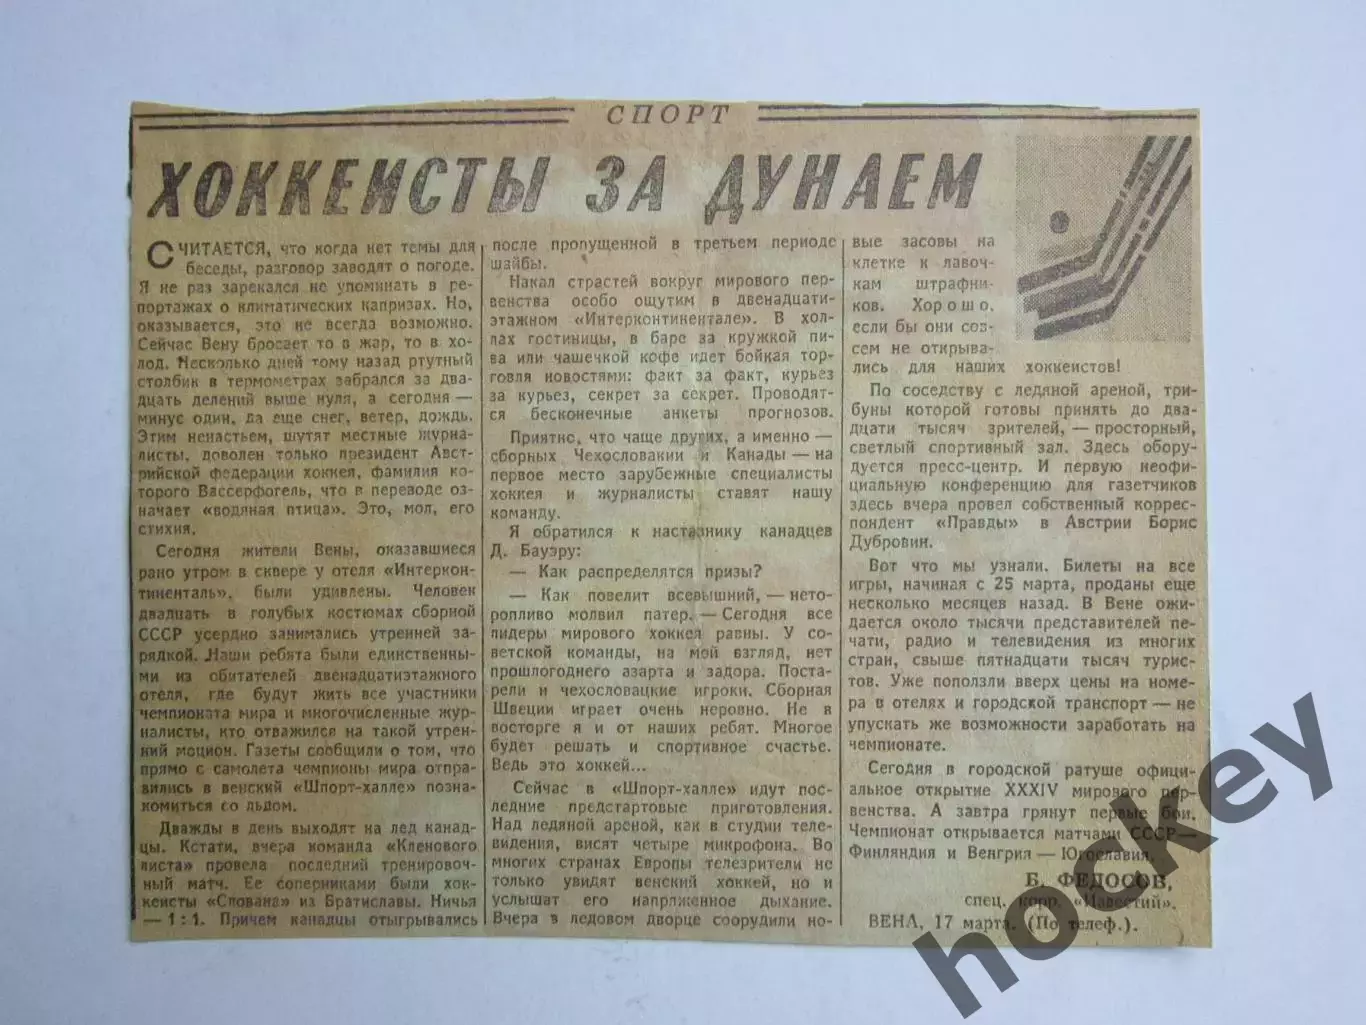 СПОРТ
ХОККЕИСТЫ ЗА ДУНАЕМ
СЧИТАЕТСЯ, что когда нет темы для
беседы, разговор заводят о погоде.
Я не раз зарекался не упоминать в ре-
портажах о климатических капризах. Но,
оказывается, это не всегда возможно.
Сейчас Вену бросает то в жар, то в хо-
лод. Несколько дней тому назад ртутный
столбик в термометрах забрался за два-
дцать делений выше нуля, а сегодня —
минус один, да еще снег, ветер, дождь.
Этим ненастьем, шутят местные журна-
листы, доволен только президент Авст-
рийской федерации хоккея, фамилия ко-
торого Вассерфогель, что в переводе оз-
начает «водяная птица». Это, мол, его
стихия.
Сегодня жители Вены, оказавшиеся
рано утром в сквере у отеля «Интеркон-
тиненталь», были удивлены. Человек
двадцать в голубых костюмах сборной
СССР усердно занимались утренней за-
рядкой. Наши ребята были единственны-
ми из обитателей двенадцатиэтажного
отеля, где будут жить все участники
чемпионата мира и многочисленные жур-
налисты, кто отважился на такой утрен-
ний моцион. Газеты сообщили о том, что
прямо с самолета чемпионы мира отпра-
вились в венский «Шпорт-халле» позна-
комиться со льдом.
Дважды в день выходят на лед канад-
цы. Кстати, вчера команда «Кленового
листа» провела последний тренировоч-
ный матч. Ее соперниками были хок-
кеисты «Слована» из Братиславы. Ничья
— 1:1. Причем канадцы отыгрывались
после пропущенной в третьем периоде
шайбы.
Накал страстей вокруг мирового пер-
венства особо ощутим в двенадцати-
этажном «Интерконтинентале». В хол-
лах гостиницы, в баре за кружкой пи-
ва или чашечкой кофе идет бойкая тор-
говля новостями: факт за факт, курьез
за курьез, секрет за секрет. Проводят-
ся бесконечные анкеты прогнозов.
Приятно, что чаще других, а именно —
сборных Чехословакии и Канады — на
первое место зарубежные специалисты
хоккея и журналисты ставят нашу
команду.
Я обратился к наставнику канадцев
Д. Бауэру:
— Как распределятся призы?
— Как повелит всевышний, — нето-
ропливо молвил патер. — Сегодня все
лидеры мирового хоккея равны. У со-
ветской команды, на мой взгляд, нет
прошлогоднего азарта и задора. Поста-
рели и чехословацкие игроки. Сборная
Швеции играет очень неровно. Не в
восторге я и от наших ребят. Многое
будет решать и спортивное счастье.
Ведь это хоккей...
Сейчас в «Шпорт-халле» идут пос-
ледние предстартовые приготовления.
Над ледяной ареной, как в студии теле-
видения, висят четыре микрофона. Во
многих странах Европы телезрители не
только увидят венский хоккей, но и
услышат его напряженное дыхание.
Вчера в ледовом дворце соорудили но-
вые засовы на
клетке к лавоч-
кам штрафни-
ков. Хорошо,
если бы они сов-
сем не открыва-
лись для наших хоккеистов!
По соседству с ледяной ареной, три-
буны которой готовы принять до два-
дцати тысяч зрителей, — просторный,
светлый спортивный зал. Здесь обору-
дуется пресс-центр. И первую неофи-
циальную конференцию для газетчиков
здесь вчера провел собственный коррес-
пондент «Правды» в Австрии Борис
Дубровин.
Вот что мы узнали. Билеты на все
игры, начиная с 25 марта, проданы еще
несколько месяцев назад. В Вене ожи-
дается около тысячи представителей пе-
чати, радио и телевидения из многих
стран, свыше пятнадцати тысяч турис-
тов. Уже поползли вверх цены на номе-
ра в отелях и городской транспорт — не
упускать же возможности заработать на
чемпионате.
Сегодня в городской ратуше офици-
альное открытие XXXIV мирового пер-
венства. А завтра грянут первые бои.
Чемпионат открывается матчами СССР—
Финляндия и Венгрия — Югославия.
Б. ФЕДОСОВ,
спец. корр. «Известий».
ВЕНА, 17 марта. (По телеф.).
hockey